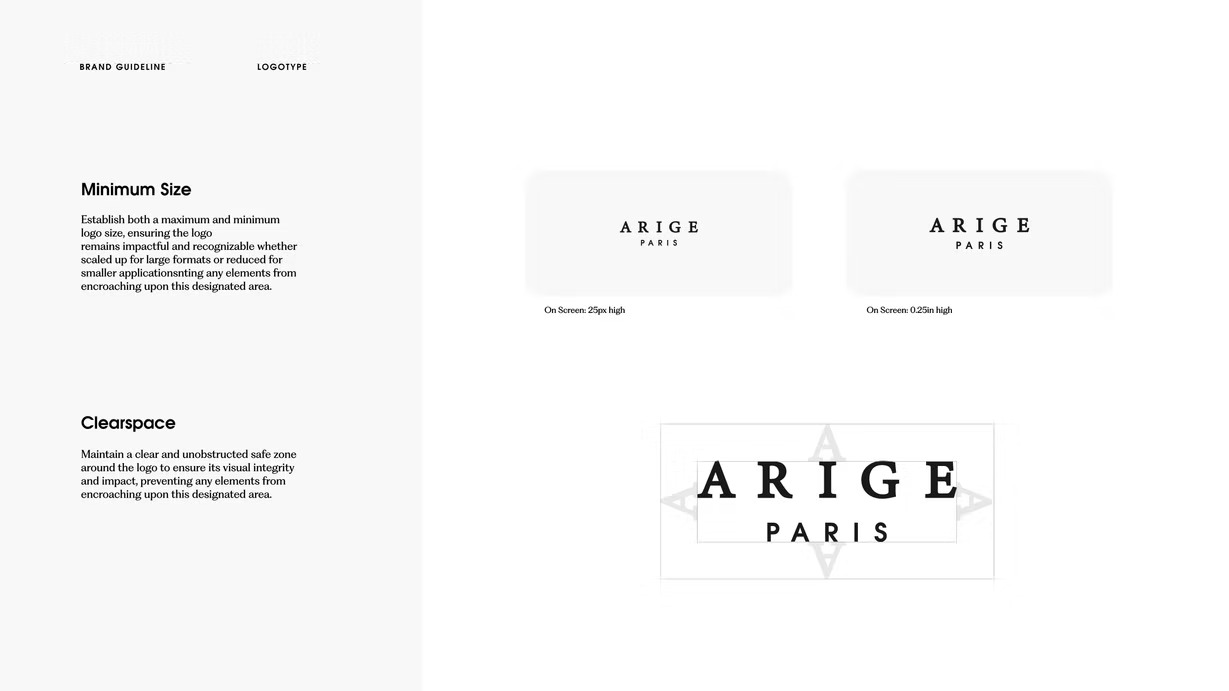 BRAND GUIDELINE
LOGOTYPE
Minimum Size
Establish both a maximum and minimum
logo size, ensuring the logo
remains impactful and recognizable whether
scaled up for large formats or reduced for
smaller applicationsnting any elements from
encroaching upon this designated area.
ARIGE
PARIS
On Screen: 25px high
ARIGE
PARIS
On Screen: 0.25in high
Clearspace
Maintain a clear and unobstructed safe zone
around the logo to ensure its visual integrity
and impact, preventing any elements from
encroaching upon this designated area.
A
A
ARIGE
A
PARIS
A